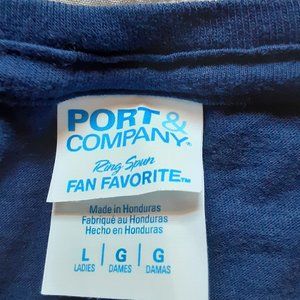 PORT &
COMPANY®
Ring Spun
FAN FAVORITE™
Made in Honduras
Fabriqué au Honduras
Hecho en Honduras
L | G | G
LADIES DAMES DAMAS